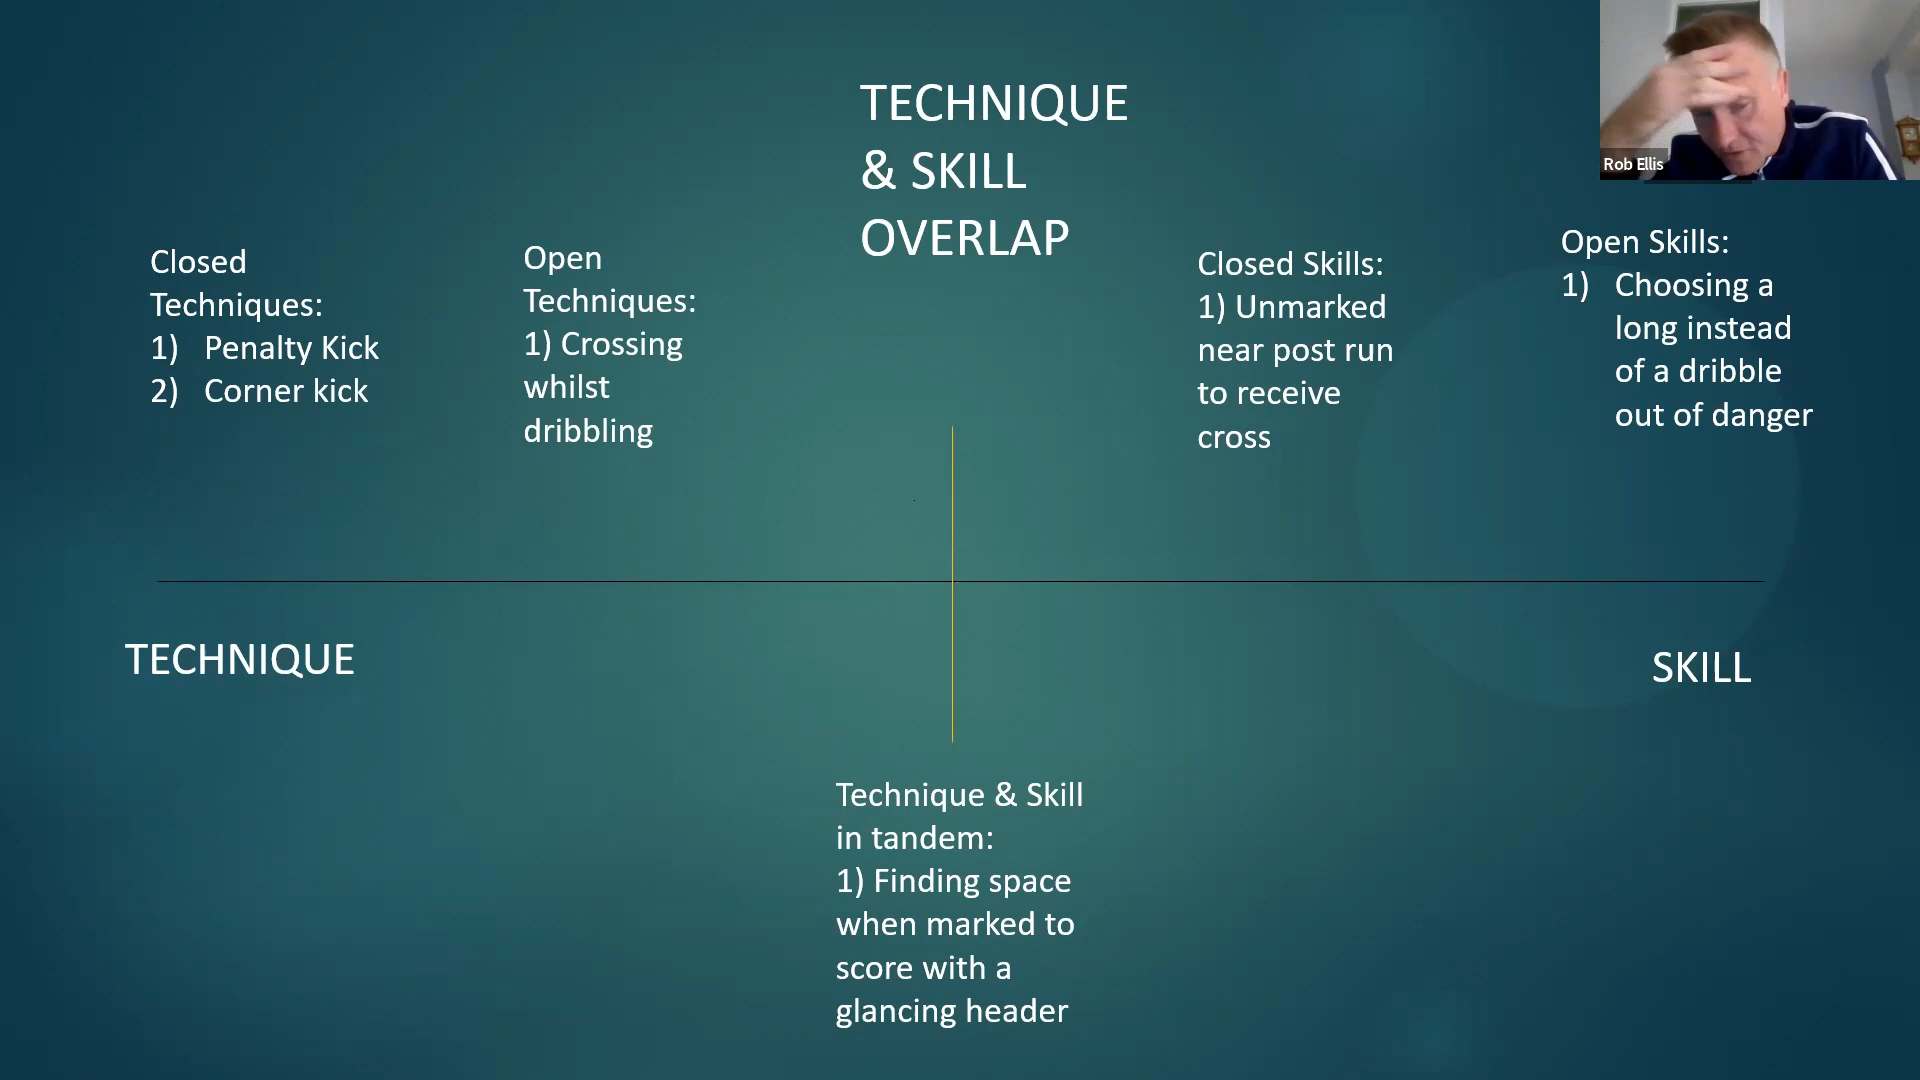 TECHNIQUE
& SKILL
OVERLAP
Rob Ellis
Closed
Techniques:
1) Penalty Kick
2) Corner kick
Open
Techniques:
1) Crossing
whilst
dribbling
Closed Skills:
1) Unmarked
near post run
to receive
cross
Open Skills:
1) Choosing a
long instead
of a dribble
out of danger
TECHNIQUE
SKILL
Technique & Skill
in tandem:
1) Finding space
when marked to
score with a
glancing header